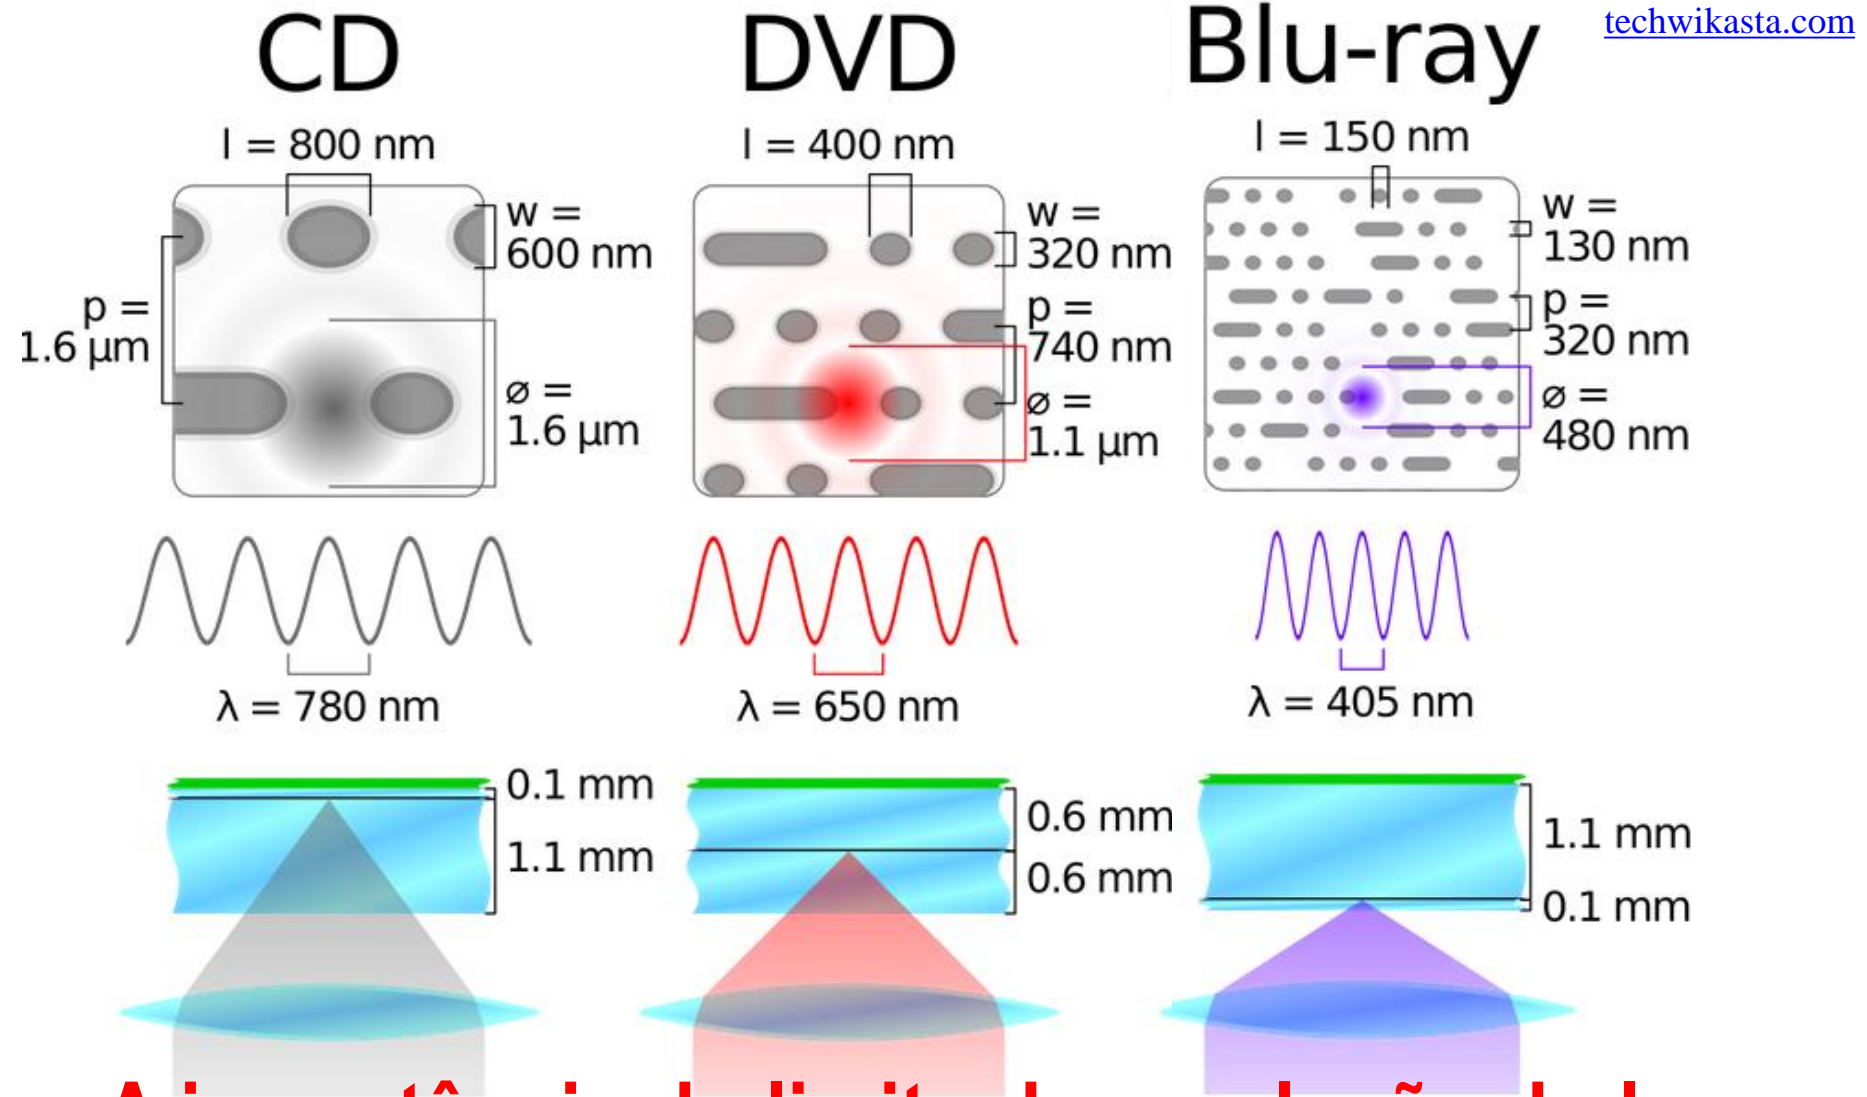 CD
DVD
Blu-ray
techwikasta.com
l = 800 nm
w =
600 nm
p =
1.6 µm
⌀ =
1.6 µm
λ = 780 nm
0.1 mm
1.1 mm
l = 400 nm
w =
320 nm
p =
740 nm
⌀ =
1.1 µm
λ = 650 nm
0.6 mm
0.6 mm
l = 150 nm
w =
130 nm
p =
320 nm
⌀ =
480 nm
λ = 405 nm
1.1 mm
0.1 mm